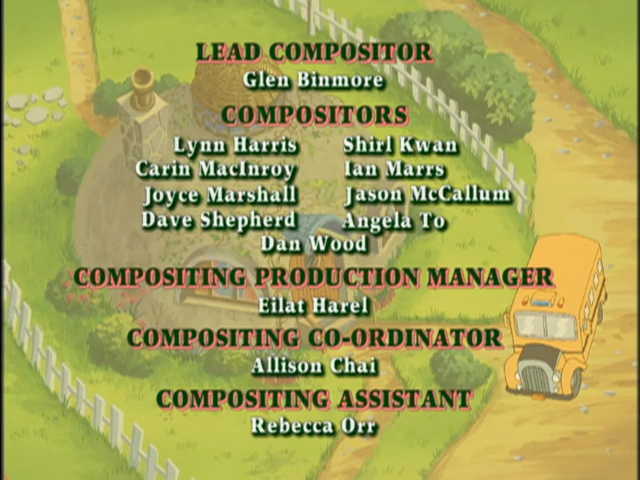 LEAD COMPOSITOR
Glen Binmore
COMPOSITORS
Lynn Harris Shirl Kwan
Carin MacInroy Ian Marrs
Joyce Marshall Jason McCallum
Dave Shepherd Angela To
Dan Wood
COMPOSITING PRODUCTION MANAGER
Eilat Harel
COMPOSITING CO-ORDINATOR
Allison Chai
COMPOSITING ASSISTANT
Rebecca Orr